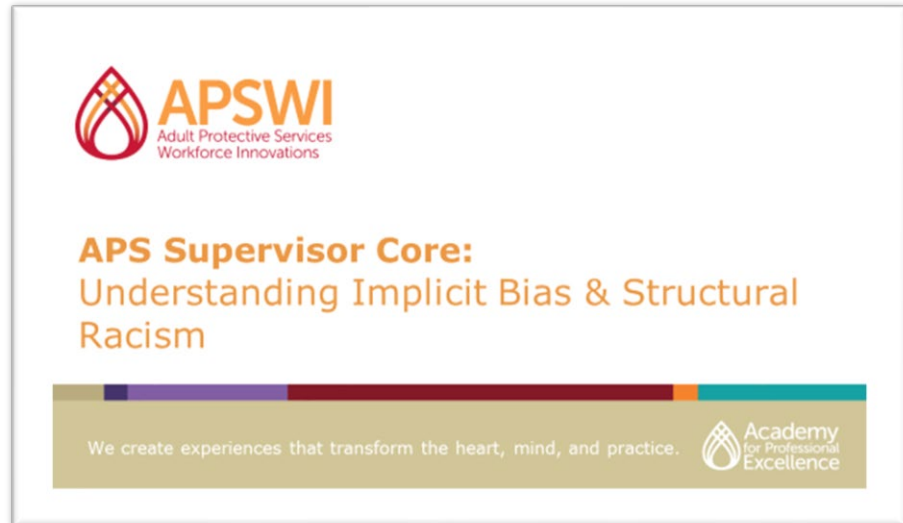 APSWI
Adult Protective Services
Workforce Innovations
APS Supervisor Core:
Understanding Implicit Bias & Structural
Racism
We create experiences that transform the heart, mind, and practice.
Academy
for Professional
Excellence